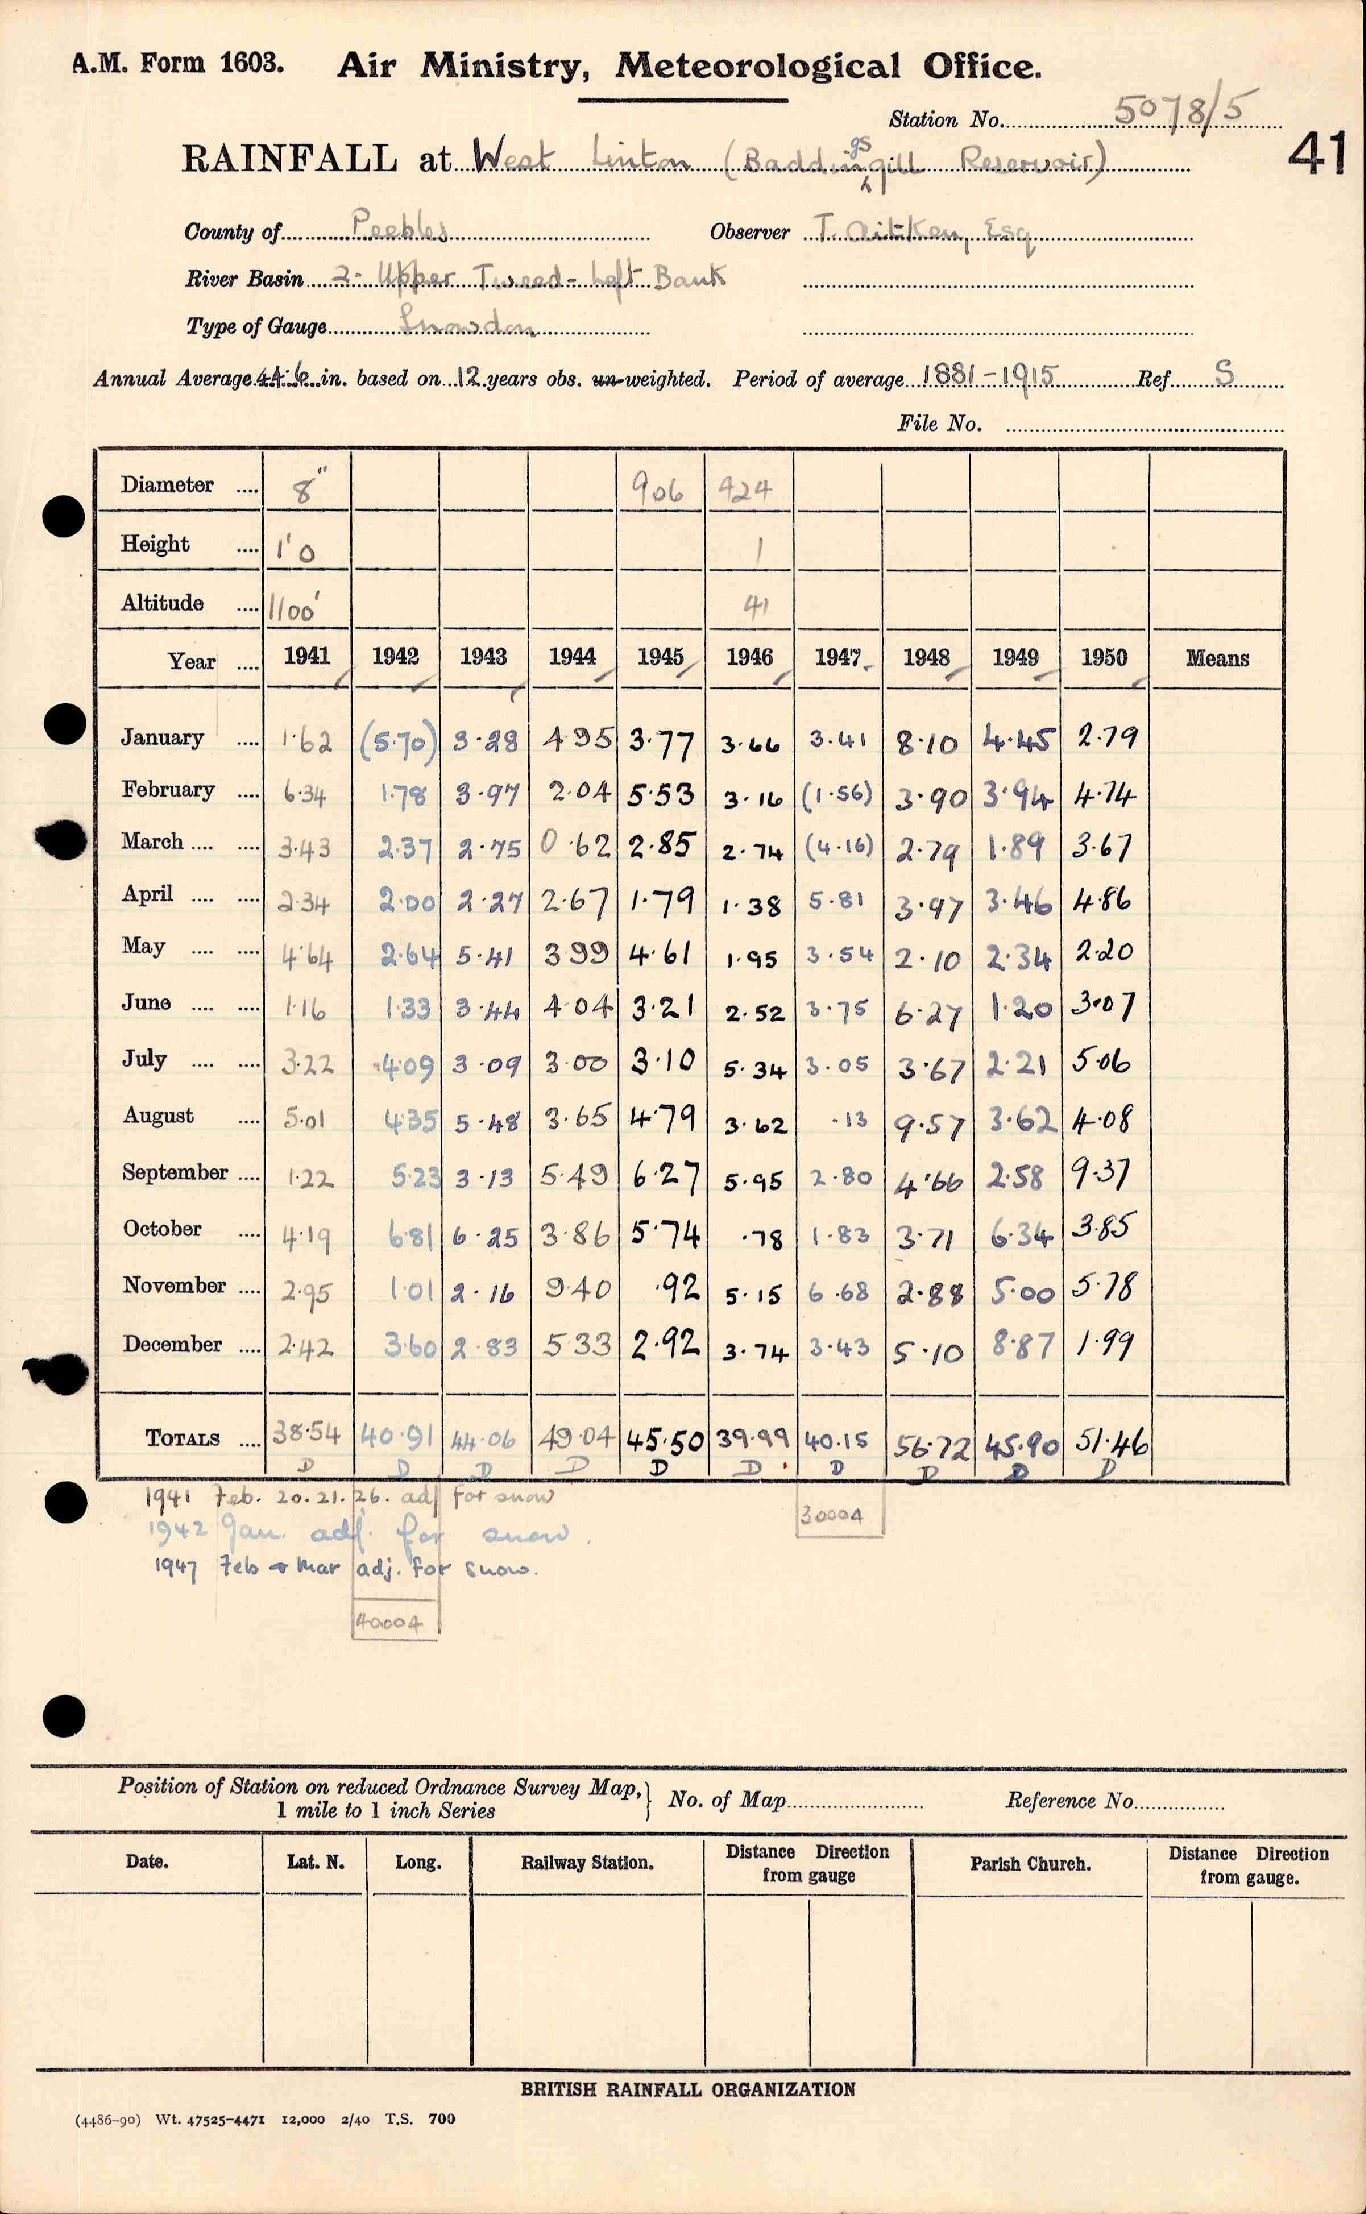 A.M. Form 1603. Air Ministry, Meteorological Office.
Station No. 5078/5
41
RAINFALL at West Linton (Baddinsgill Reservoir)
County of Peebles Observer T. Aitken, Esq
River Basin 2- Upper Tweed - Left Bank
Type of Gauge Snowdon
Annual Average 44.6 in. based on 12 years obs. un-weighted. Period of average 1881-1915 Ref. S
File No.
Diameter .... 8" 906 424
Height .... 1'0 1
Altitude .... 1100' 41
Year .... 1941 1942 1943 1944 1945 1946 1947 1948 1949 1950 Means
January .... 1.62 (5.70) 3.28 4.95 3.77 3.66 3.41 8.10 4.45 2.79
February .... 6.34 1.78 3.97 2.04 5.53 3.16 (1.56) 3.90 3.94 4.74
March .... .... 3.43 2.37 2.75 0.62 2.85 2.74 (4.16) 2.79 1.89 3.67
April .... .... 2.34 2.00 2.27 2.67 1.79 1.38 5.81 3.97 3.46 4.86
May .... .... 4.64 2.64 5.41 3.99 4.61 1.95 3.54 2.10 2.34 2.20
June .... .... 1.16 1.33 3.44 4.04 3.21 2.52 3.75 6.27 1.20 3.07
July .... .... 3.22 4.09 3.09 3.00 3.10 5.34 3.05 3.67 2.21 5.06
August .... 5.01 4.35 5.48 3.65 4.79 3.62 .13 9.57 3.62 4.08
September .... 1.22 5.23 3.13 5.49 6.27 5.95 2.80 4.66 2.58 9.37
October .... 4.19 6.81 6.25 3.86 5.74 .78 1.83 3.71 6.34 3.85
November .... 2.95 1.01 2.16 9.40 .92 5.15 6.68 2.88 5.00 5.78
December .... 2.42 3.60 2.83 5.33 2.92 3.74 3.43 5.10 8.87 1.99
TOTALS .... 38.54 40.91 44.06 49.04 45.50 39.99 40.15 56.72 45.90 51.46
D D D D D D D D D D
1941 Feb. 20. 21. 26. adj for snow
30004
1942 Jan. adj. for snow.
1947 Feb & Mar adj. for snow.
40004
Position of Station on reduced Ordnance Survey Map, 1 mile to 1 inch Series } No. of Map Reference No.
Date. Lat. N. Long. Railway Station. Distance Direction from gauge Parish Church. Distance Direction from gauge.
BRITISH RAINFALL ORGANIZATION
(4486-90) Wt. 47525-4471 12,000 2/40 T.S. 700